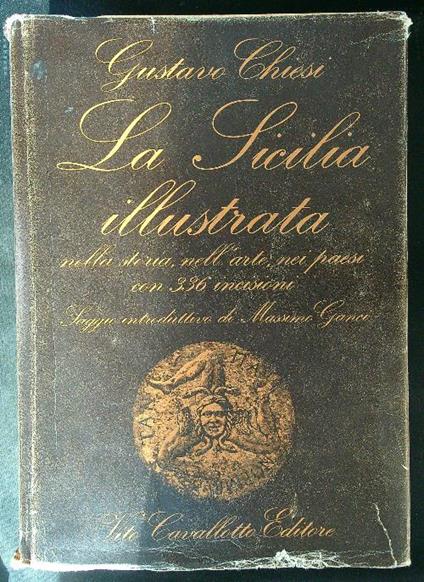 Gustavo Chiesi
La Sicilia
illustrata
nella storia, nell'arte, nei paesi
con 336 incisioni
Saggio introduttivo di Massimo Ganci
Vito Cavallotto Editore